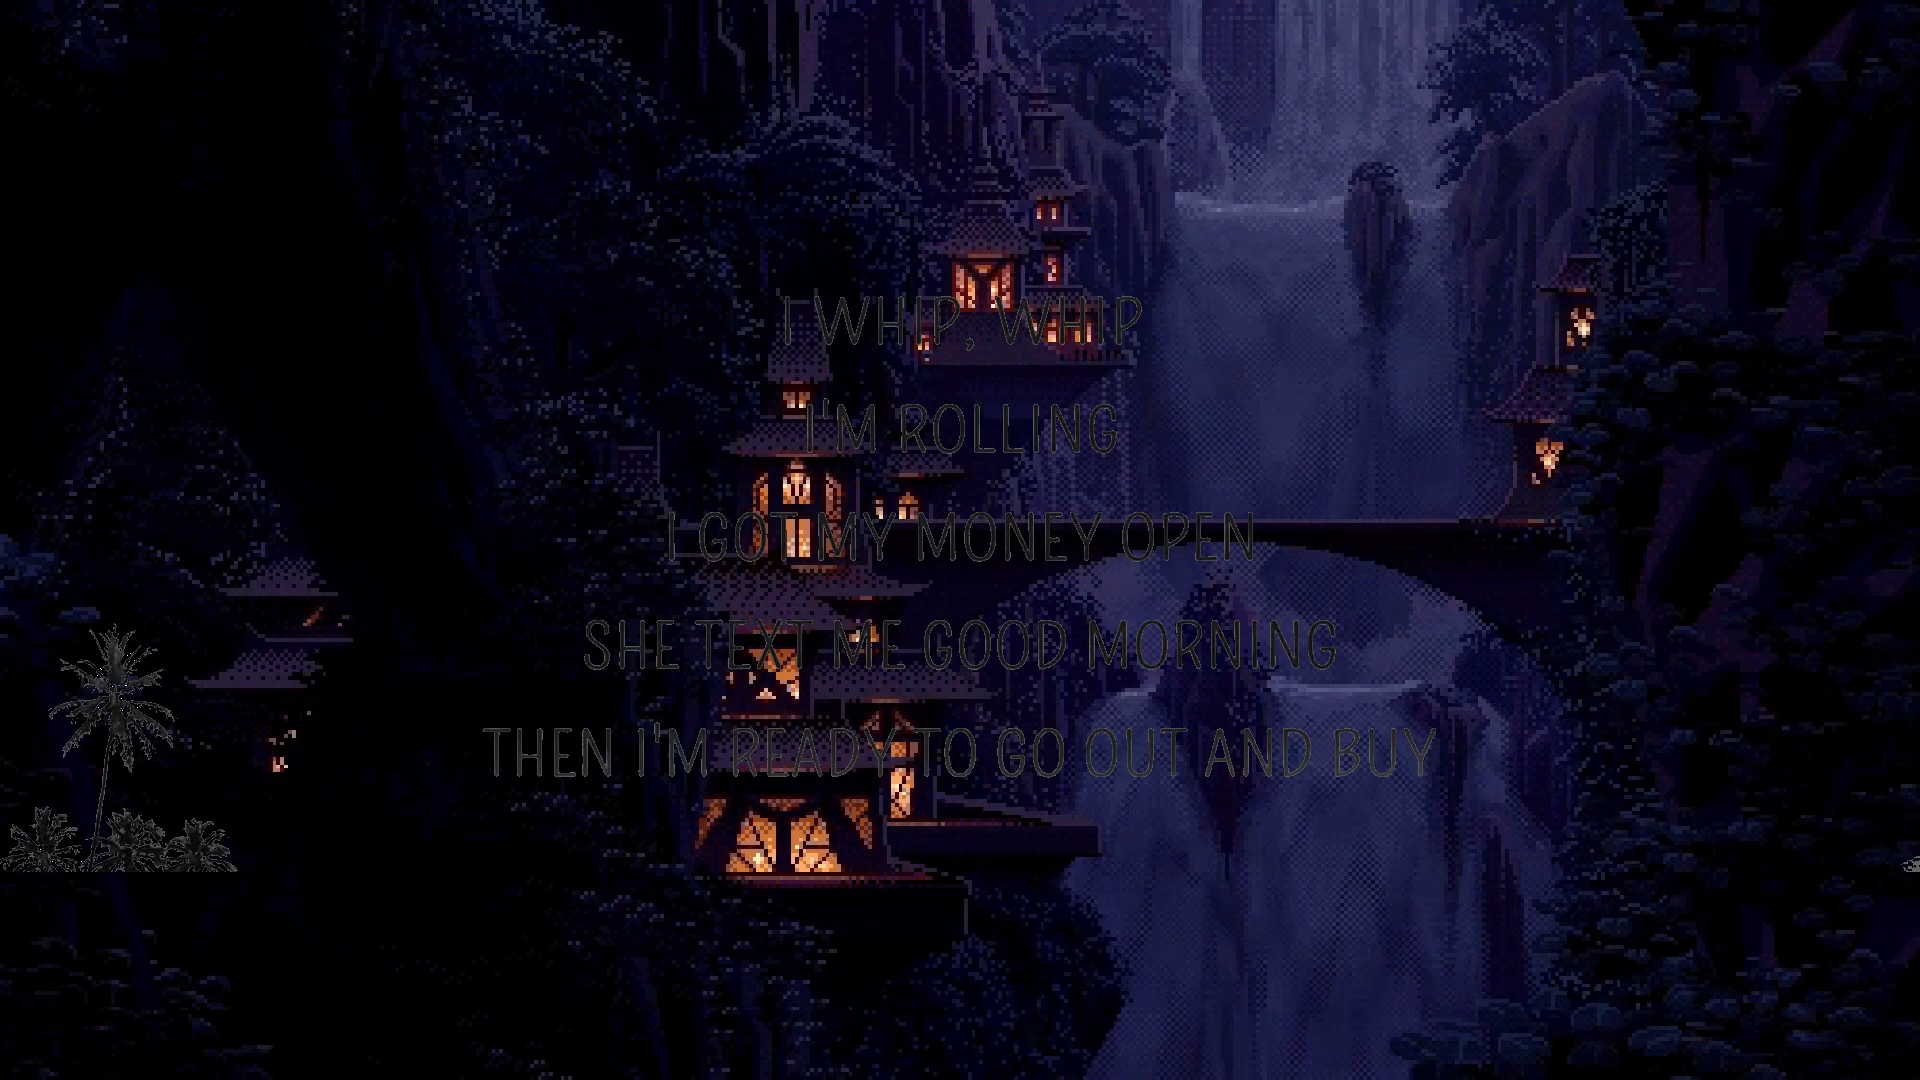 I WHIP, WHIP
I'M ROLLING
I GOT MY MONEY OPEN
SHE TEXT ME GOOD MORNING
THEN I'M READY TO GO OUT AND BUY